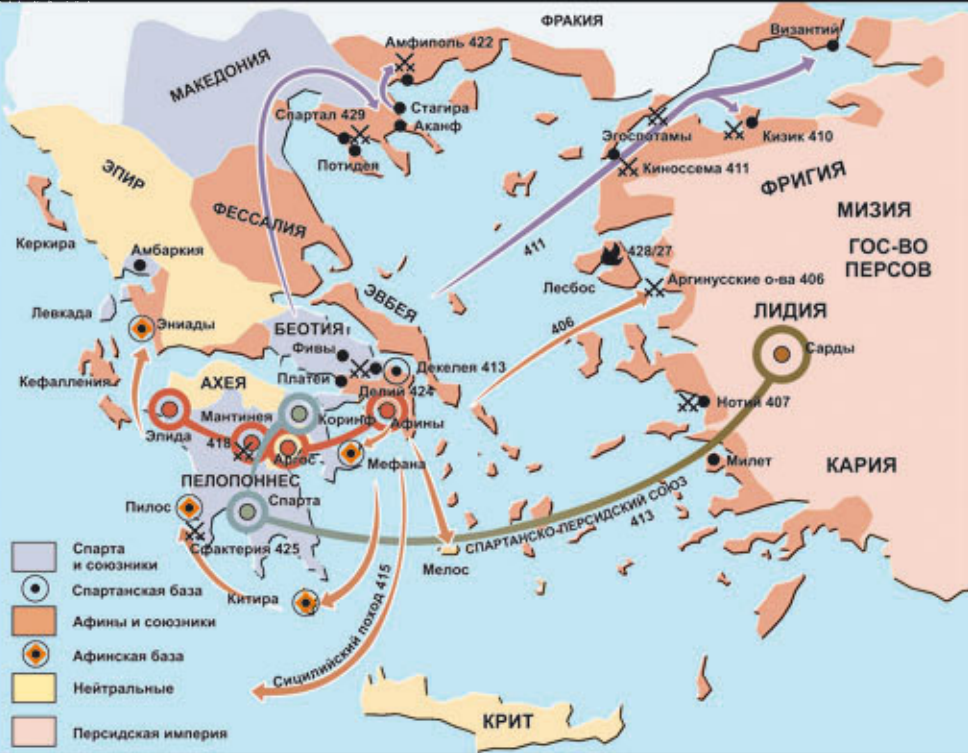 ФРАКИЯ
Византий
Амфиполь 422
МАКЕДОНИЯ
Стагира
Спартал 429
Аканф
Эгоспотамы
Кизик 410
Потидея
Киноссема 411
ЭПИР
ФРИГИЯ
МИЗИЯ
ФЕССАЛИЯ
ГОС-ВО
ПЕРСОВ
Керкира
Амбаркия
411
428/27
Аргинусские о-ва 406
Лесбос
Левкада
ЭВБЕЯ
ЛИДИЯ
Эниады
БЕОТИЯ
406
Фивы
Сарды
Декелея 413
Кефалления
АХЕЯ
Платеи
Делий 424
Нотий 407
Мантинея
Коринф
Афины
Элида
418
Аргос
Мефана
Милет
КАРИЯ
ПЕЛОПОННЕС
Пилос
Спарта
СПАРТАНСКО-ПЕРСИДСКИЙ СОЮЗ
413
Сфактерия 425
Мелос
Спарта
и союзники
Спартанская база
Китира
Сицилийский поход 415
Афины и союзники
Афинская база
Нейтральные
КРИТ
Персидская империя